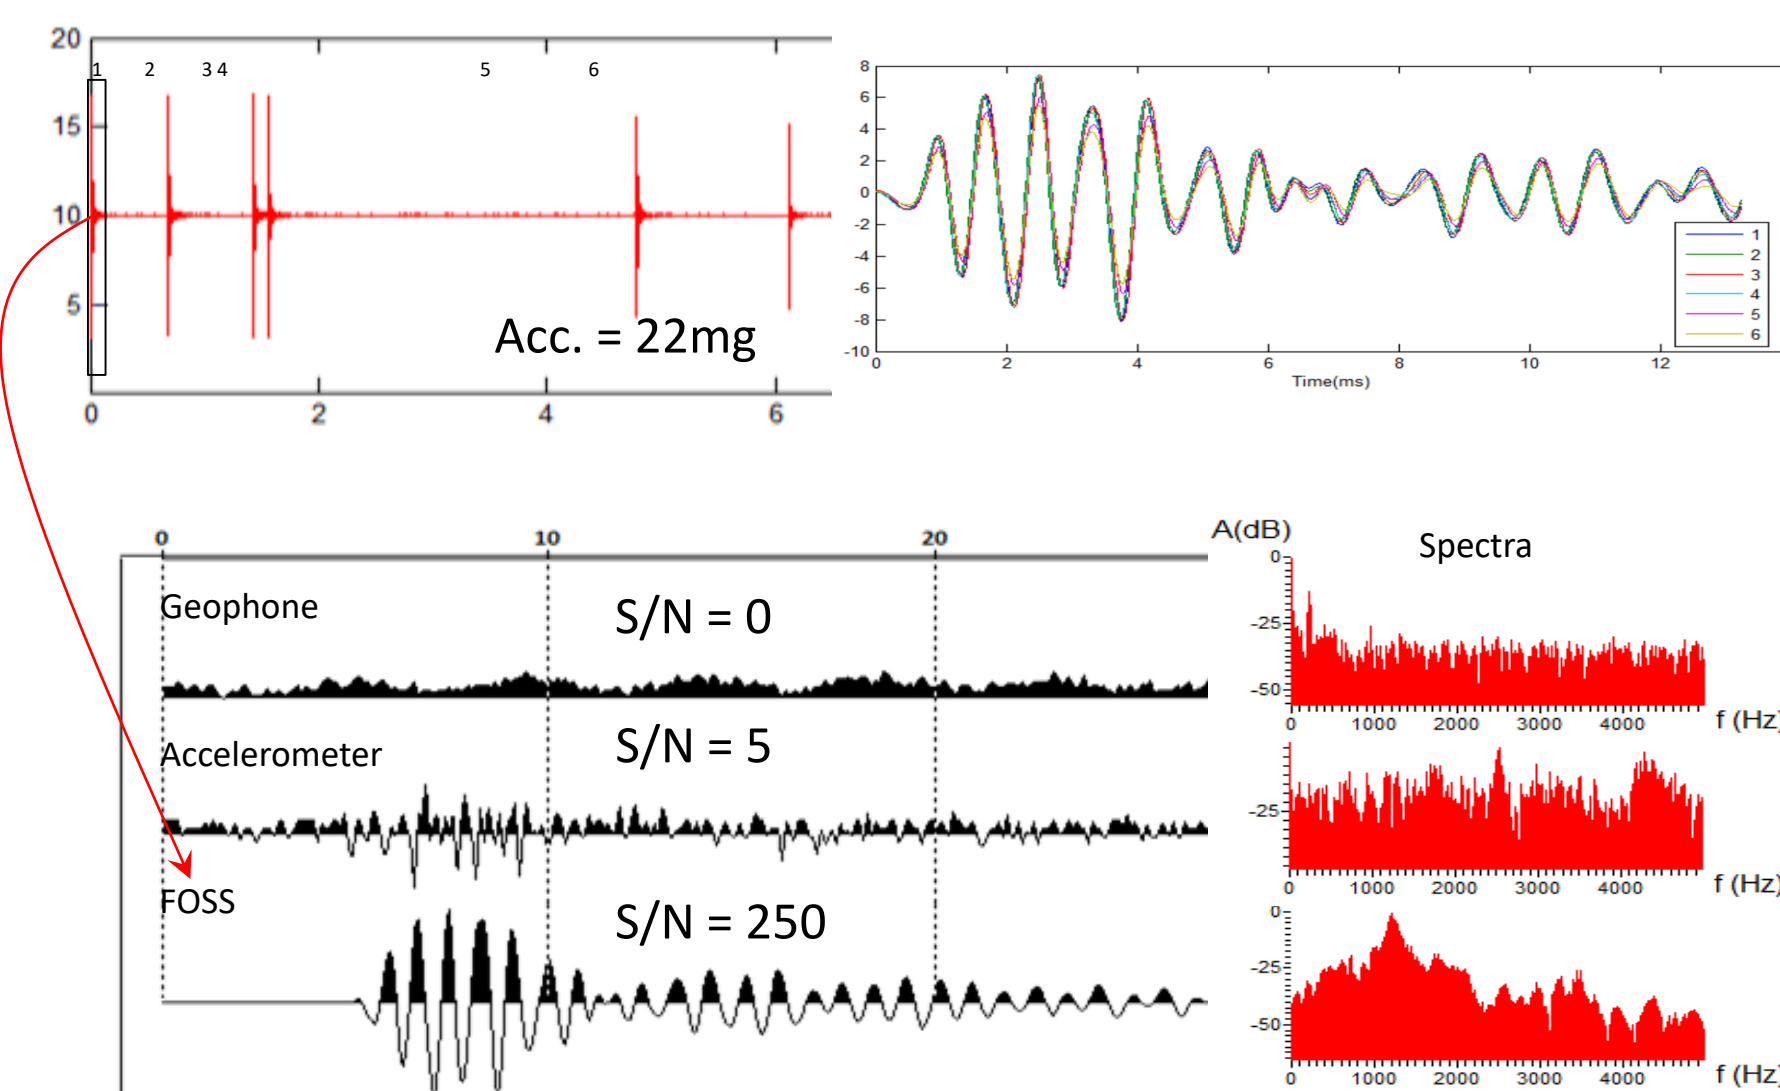 20
1 2 3 4 5 6
15
10
5
Acc. = 22mg
0 2 4 6
8
6
4
2
0
-2
-4
-6
-8
-10
0 2 4 6 8 10 12
Time(ms)
1
2
3
4
5
6
0 10 20
Geophone
S/N = 0
Accelerometer
S/N = 5
FOSS
S/N = 250
A(dB)
Spectra
0
-25
-50
0 1000 2000 3000 4000 f (Hz)
-25
0 1000 2000 3000 4000 f (Hz)
0
-25
-50
0 1000 2000 3000 4000 f (Hz)